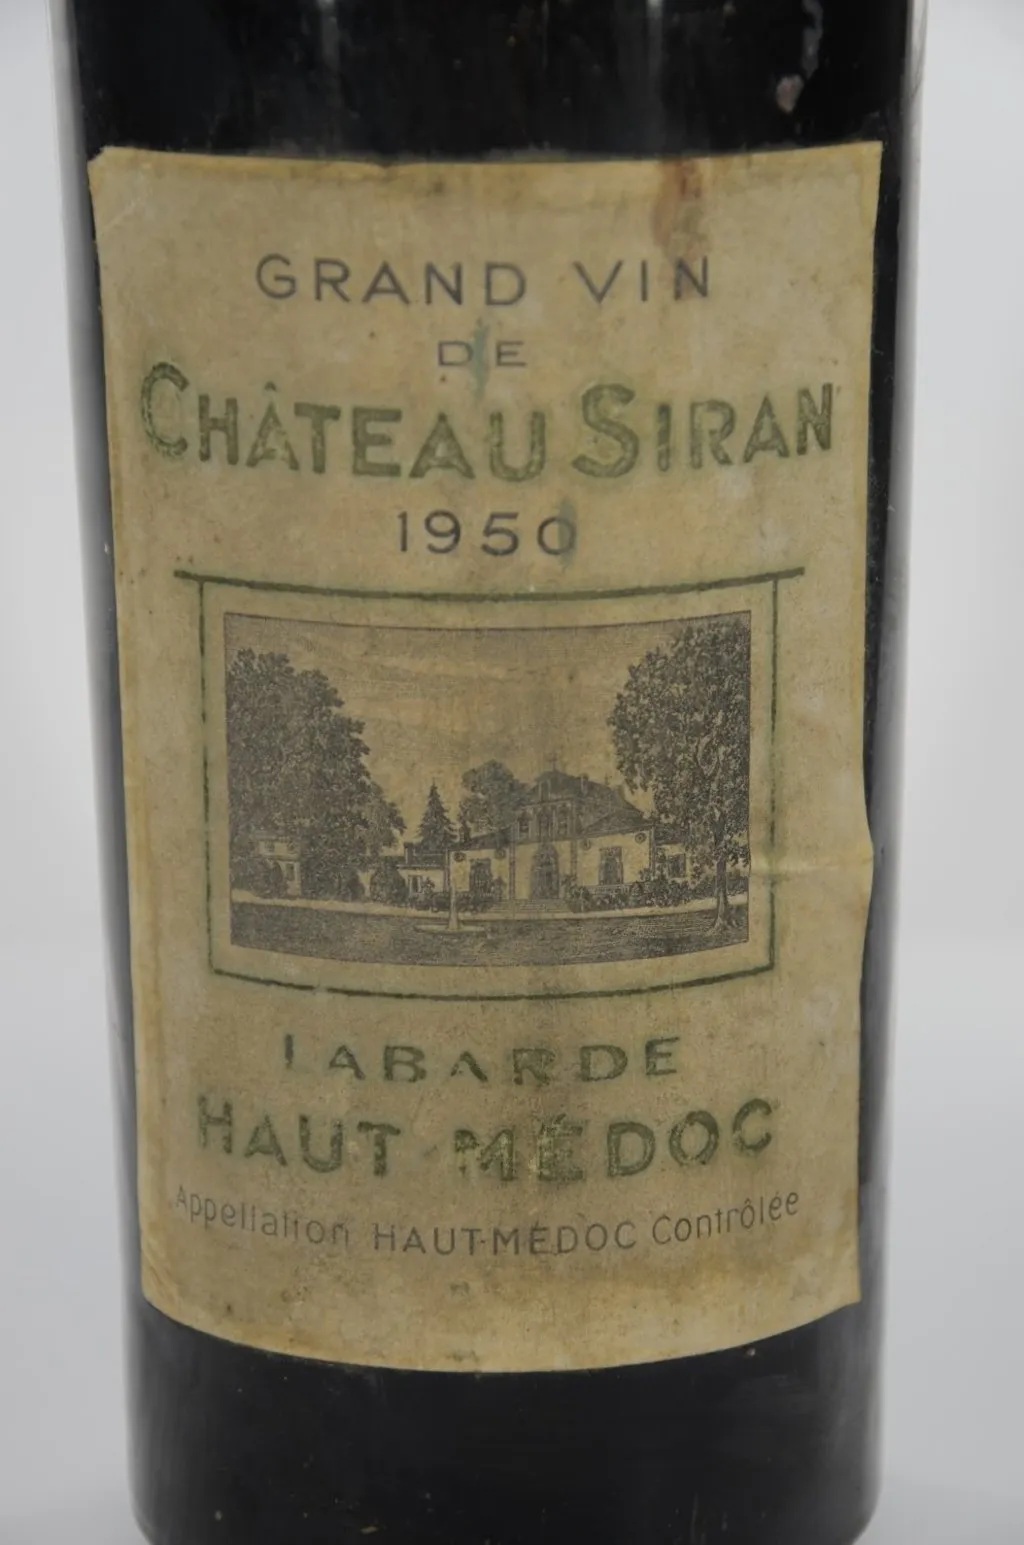 GRAND VIN
DE
CHÂTEAU SIRAN
1950
LABARDE
HAUT-MÉDOC
Appellation HAUT-MÉDOC Contrôlée